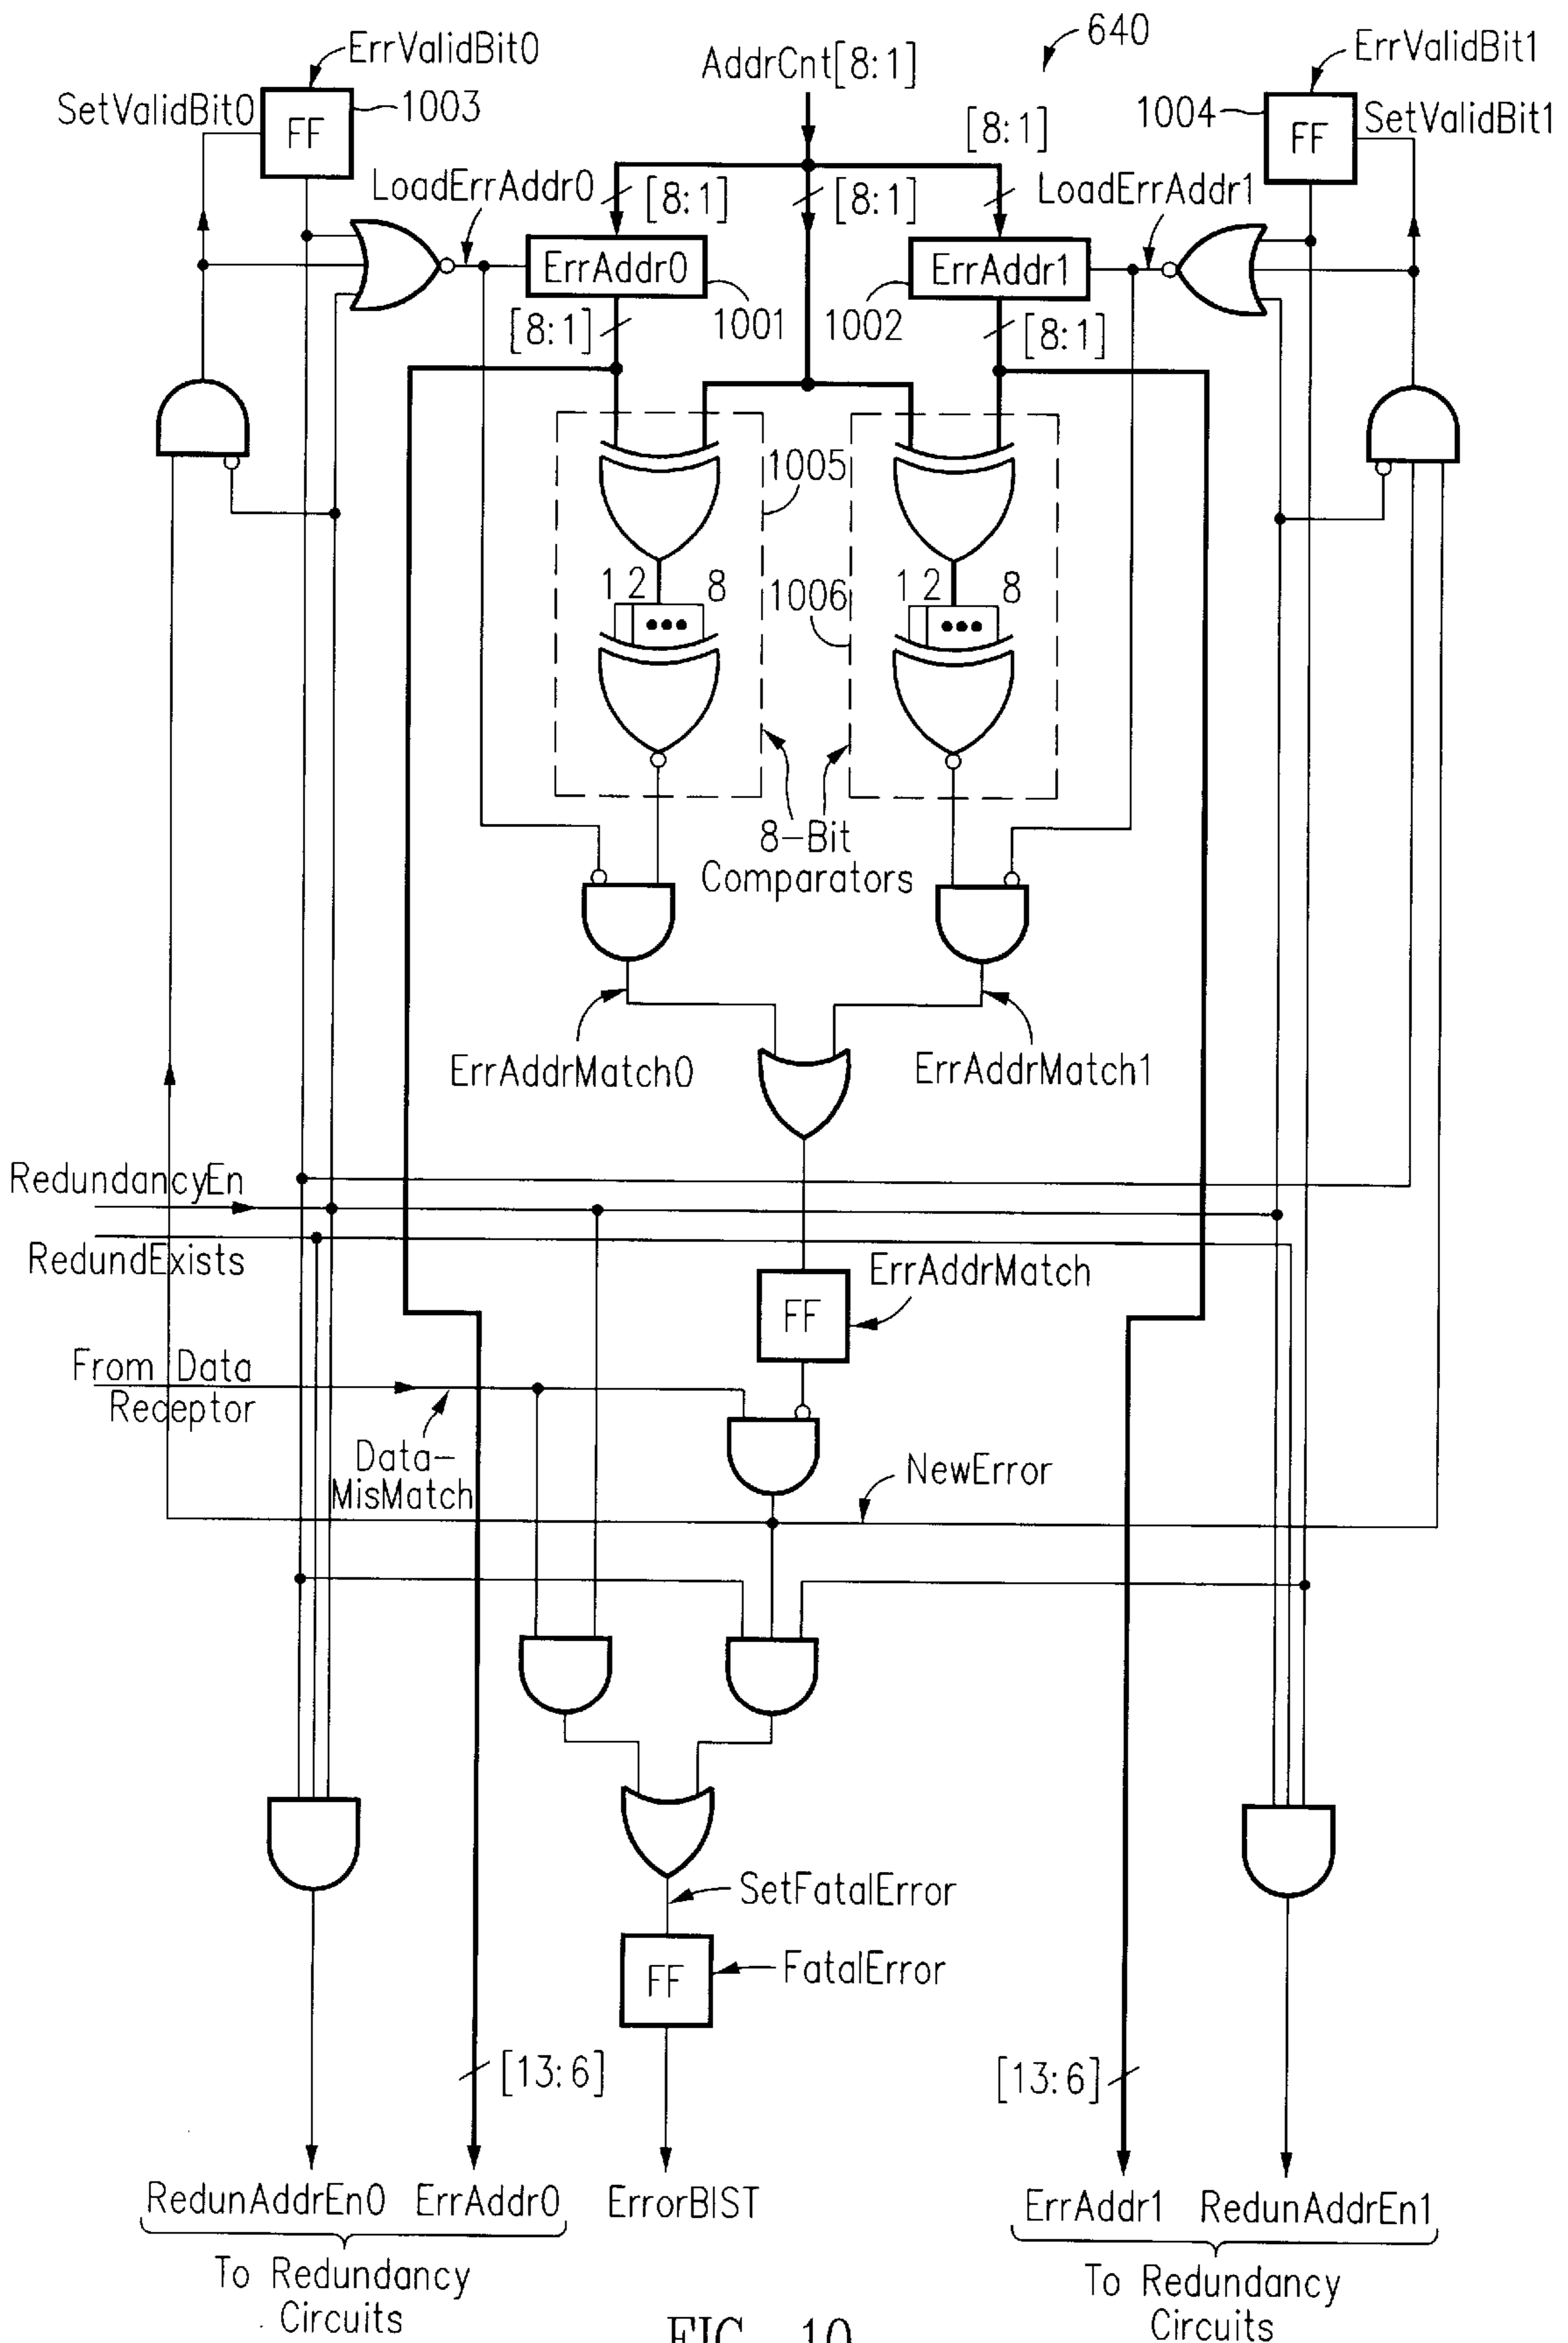 640
ErrValidBit0
AddrCnt[8:1]
ErrValidBit1
SetValidBit0
FF
1003
1004
FF
SetValidBit1
[8:1]
LoadErrAddr0
[8:1]
[8:1]
LoadErrAddr1
ErrAddr0
ErrAddr1
[8:1]
1001
1002
[8:1]
1005
1 2 8
1006
1 2 8
8-Bit
Comparators
ErrAddrMatch0
ErrAddrMatch1
RedundancyEn
RedundExists
ErrAddrMatch
FF
From Data
Receptor
Data-
MisMatch
NewError
SetFatalError
FF
FatalError
[13:6]
[13:6]
RedunAddrEn0 ErrAddr0
ErrorBIST
ErrAddr1 RedunAddrEn1
To Redundancy
Circuits
To Redundancy
Circuits
FIG. 10